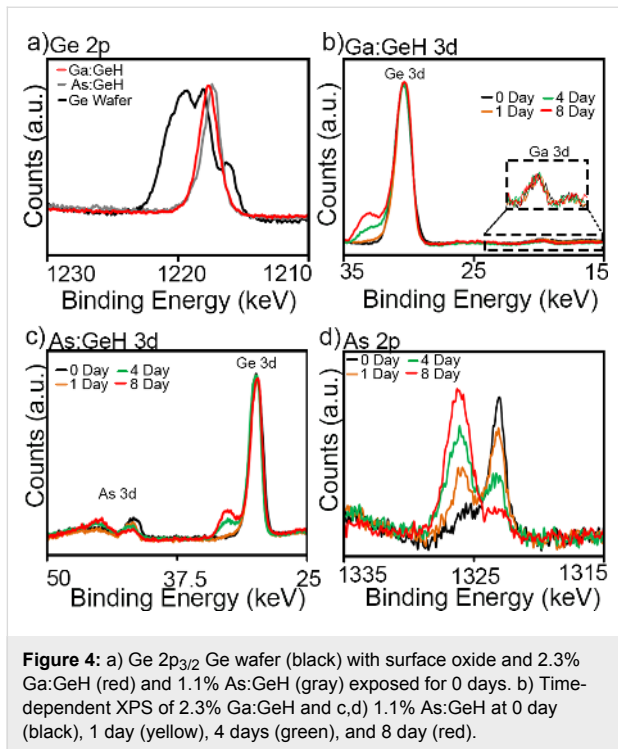 a) Ge 2p
Ga:GeH
As:GeH
Ge Wafer
Counts (a.u.)
1230 1220 1210
Binding Energy (keV)
b) Ga:GeH 3d
Ge 3d
0 Day 4 Day
1 Day 8 Day
Ga 3d
Counts (a.u.)
35 25 15
Binding Energy (keV)
c) As:GeH 3d
0 Day 4 Day
1 Day 8 Day
Ge 3d
As 3d
Counts (a.u.)
50 37.5 25
Binding Energy (keV)
d) As 2p
0 Day 4 Day
1 Day 8 Day
Counts (a.u.)
1335 1325 1315
Binding Energy (keV)
Figure 4: a) Ge 2p3/2 Ge wafer (black) with surface oxide and 2.3%
Ga:GeH (red) and 1.1% As:GeH (gray) exposed for 0 days. b) Time-
dependent XPS of 2.3% Ga:GeH and c,d) 1.1% As:GeH at 0 day
(black), 1 day (yellow), 4 days (green), and 8 day (red).